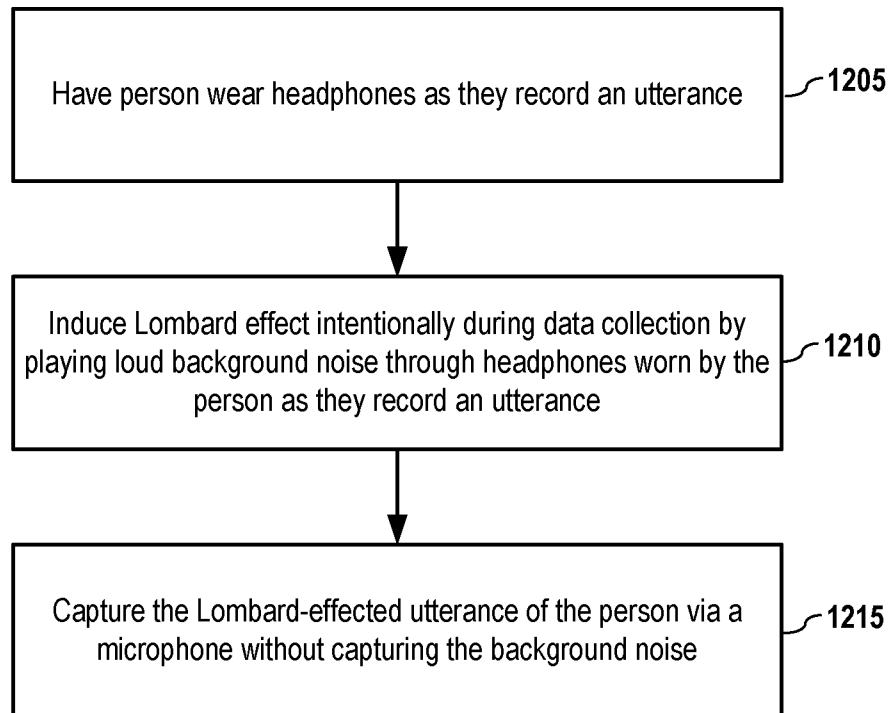 Have person wear headphones as they record an utterance
1205
Induce Lombard effect intentionally during data collection by
playing loud background noise through headphones worn by the
person as they record an utterance
1210
Capture the Lombard-effected utterance of the person via a
microphone without capturing the background noise
1215